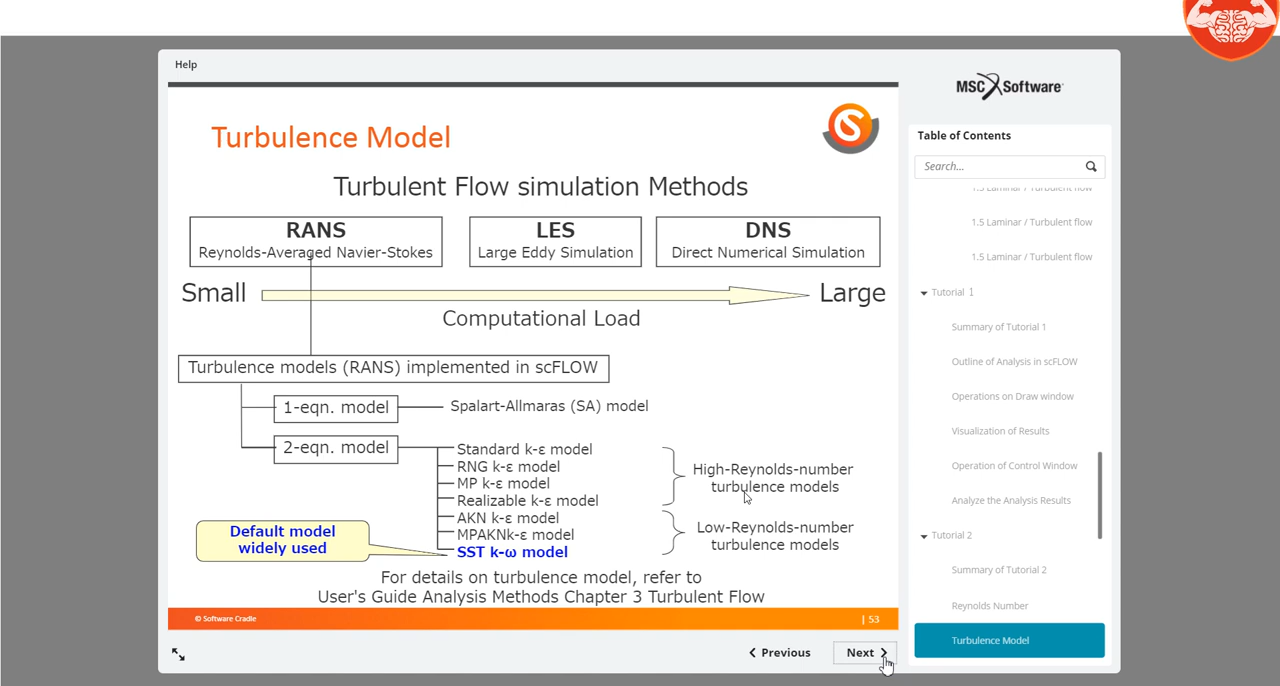 Help
MSC Software
Turbulence Model
Turbulent Flow simulation Methods
RANS
Reynolds-Averaged Navier-Stokes
LES
Large Eddy Simulation
DNS
Direct Numerical Simulation
Small
Large
Computational Load
Turbulence models (RANS) implemented in scFLOW
1-eqn. model
Spalart-Allmaras (SA) model
2-eqn. model
Standard k-ε model
RNG k-ε model
MP k-ε model
Realizable k-ε model
AKN k-ε model
MPAKNk-ε model
SST k-ω model
High-Reynolds-number
turbulence models
Low-Reynolds-number
turbulence models
Default model
widely used
For details on turbulence model, refer to
User's Guide Analysis Methods Chapter 3 Turbulent Flow
© Software Cradle
| 53
Previous
Next
Table of Contents
Search...
1.5 Laminar / Turbulent flow
1.5 Laminar / Turbulent flow
1.5 Laminar / Turbulent flow
Tutorial 1
Summary of Tutorial 1
Outline of Analysis in scFLOW
Operations on Draw window
Visualization of Results
Operation of Control Window
Analyze the Analysis Results
Tutorial 2
Summary of Tutorial 2
Reynolds Number
Turbulence Model